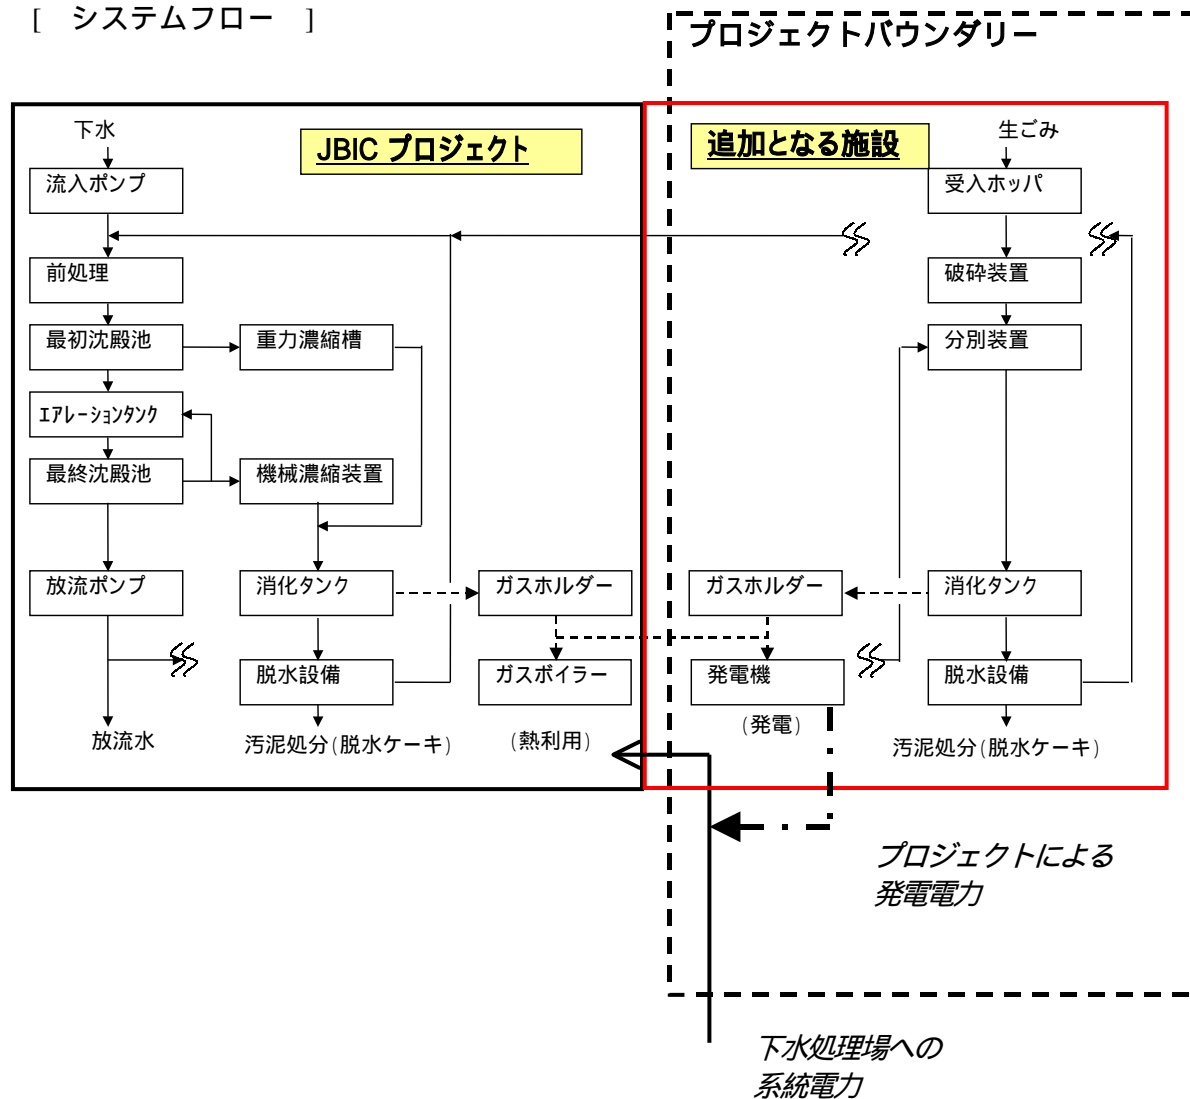 [ システムフロー ]
プロジェクトバウンダリー
下水
JBIC プロジェクト
追加となる施設
生ごみ
流入ポンプ
受入ホッパ
前処理
破砕装置
最初沈殿池
重力濃縮槽
分別装置
エアレーションタンク
最終沈殿池
機械濃縮装置
放流ポンプ
消化タンク
ガスホルダー
ガスホルダー
消化タンク
脱水設備
ガスボイラー
発電機
脱水設備
放流水
汚泥処分(脱水ケーキ)
(熱利用)
(発電)
汚泥処分(脱水ケーキ)
プロジェクトによる
発電電力
下水処理場への
系統電力